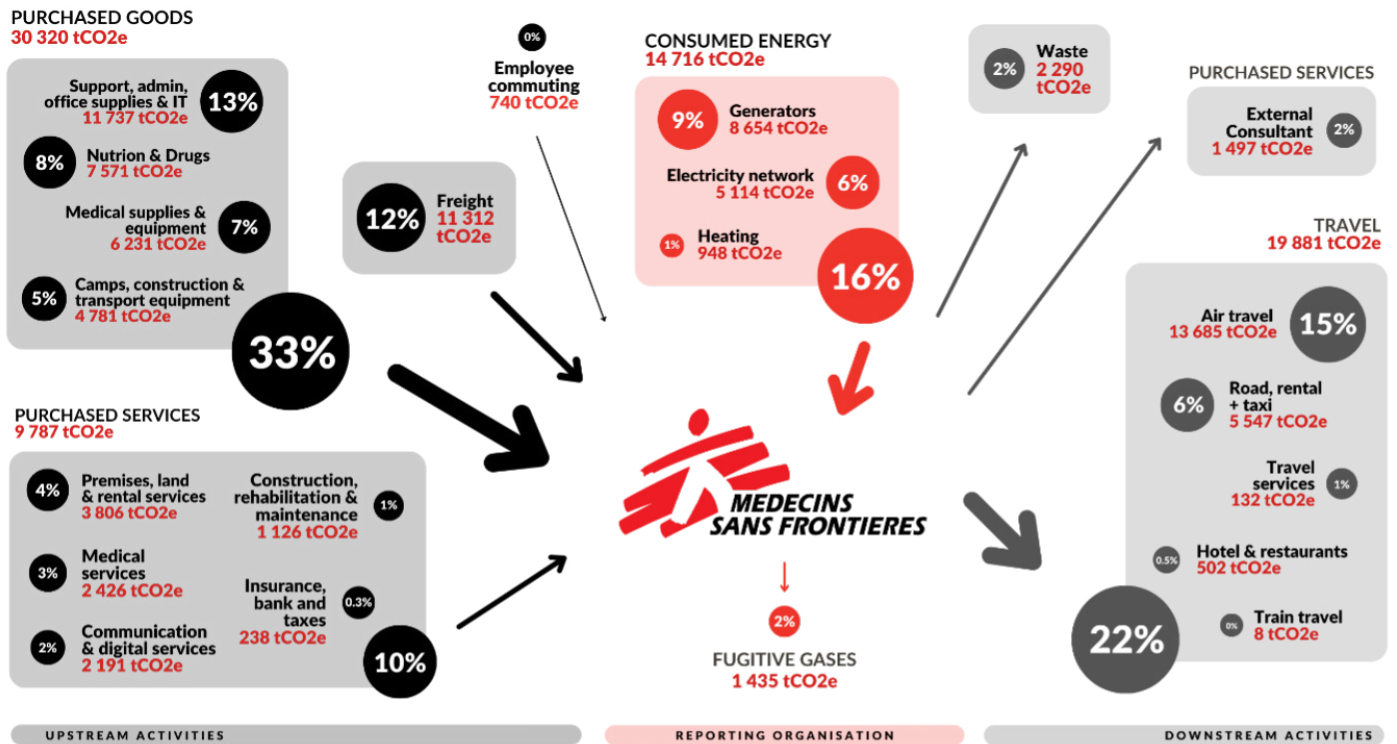 PURCHASED GOODS
30 320 tCO2e
Support, admin,
office supplies & IT
11 737 tCO2e
13%
8%
Nutrion & Drugs
7 571 tCO2e
Medical supplies &
equipment
6 231 tCO2e
7%
5%
Camps, construction &
transport equipment
4 781 tCO2e
33%
PURCHASED SERVICES
9 787 tCO2e
4%
Premises, land
& rental services
3 806 tCO2e
3%
Medical
services
2 426 tCO2e
2%
Communication
& digital services
2 191 tCO2e
Construction,
rehabilitation &
maintenance
1 126 tCO2e
1%
Insurance,
bank and
taxes
238 tCO2e
0.3%
10%
0%
Employee
commuting
740 tCO2e
12%
Freight
11 312
tCO2e
CONSUMED ENERGY
14 716 tCO2e
9%
Generators
8 654 tCO2e
Electricity network
5 114 tCO2e
6%
1%
Heating
948 tCO2e
16%
MEDECINS
SANS FRONTIERES
2%
FUGITIVE GASES
1 435 tCO2e
2%
Waste
2 290
tCO2e
PURCHASED SERVICES
External
Consultant
1 497 tCO2e
2%
TRAVEL
19 881 tCO2e
Air travel
13 685 tCO2e
15%
6%
Road, rental
+ taxi
5 547 tCO2e
Travel
services
132 tCO2e
1%
0.5%
Hotel & restaurants
502 tCO2e
0%
Train travel
8 tCO2e
22%
UPSTREAM ACTIVITIES
REPORTING ORGANISATION
DOWNSTREAM ACTIVITIES